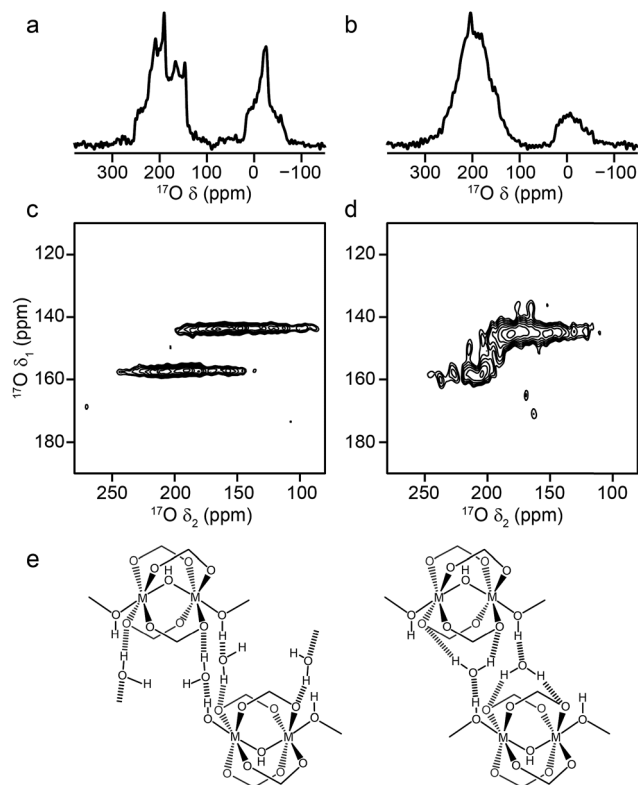 a
b
300 200 100 0 −100
300 200 100 0 −100
¹⁷O δ (ppm)
¹⁷O δ (ppm)
c
d
120
140
160
180
¹⁷O δ₁ (ppm)
120
140
160
180
250 200 150 100
250 200 150 100
¹⁷O δ₂ (ppm)
¹⁷O δ₂ (ppm)
e
O O H O O
O
M M
O O O O
O O
H H H H
H O H
O H
H O
H O
H
H H
O O O O
H
M M
O
H
O O O O
O O H O O
O
M M
O O O O
O O
H H
H
O H
H O
H H
H
O O O O
H
M M
O
H
O O O O